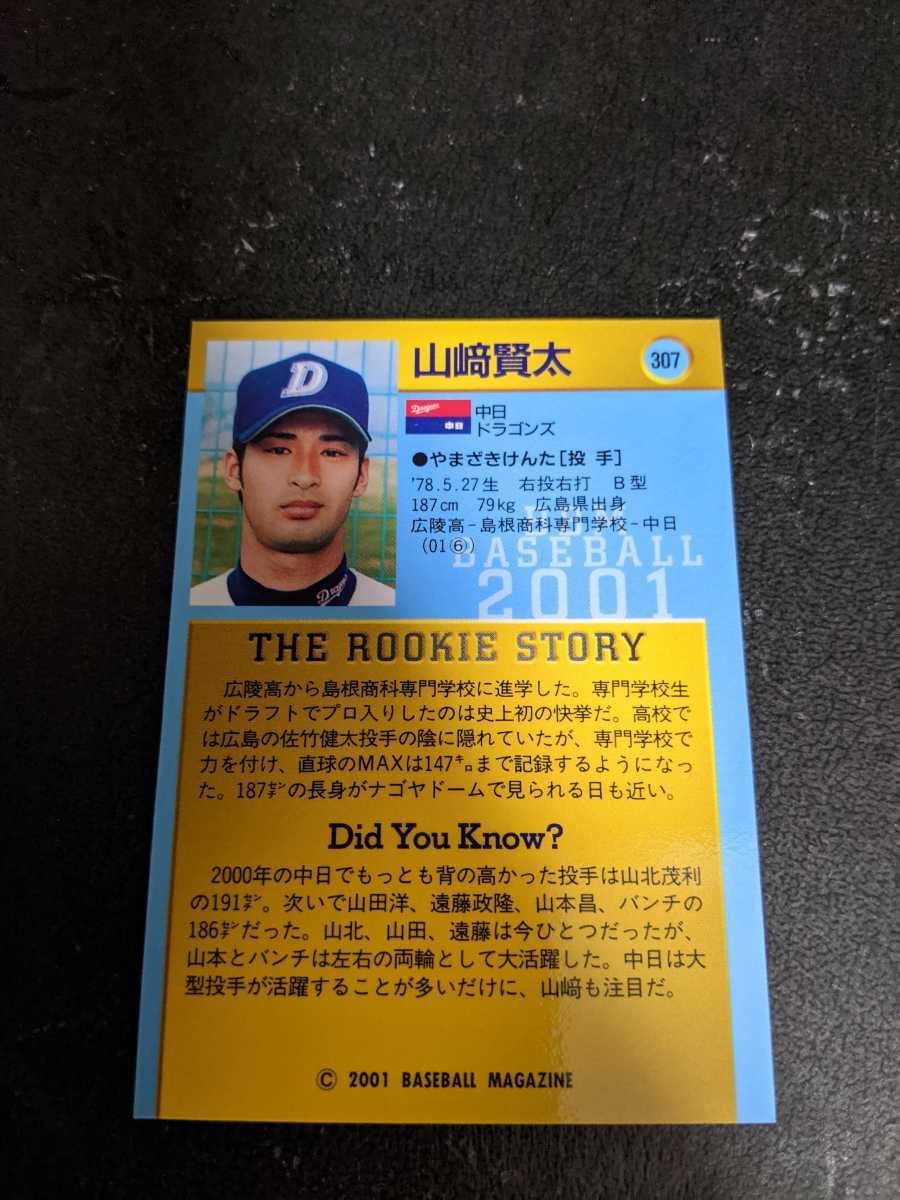 山﨑賢太
307
D
Dragons
中日
中日
ドラゴンズ
●やまざきけんた[投 手]
'78.5.27生 右投右打 B型
187cm 79kg 広島県出身
広陵高−島根商科専門学校−中日
(01⑥)
BBM
BASEBALL
2001
Dragons
THE ROOKIE STORY
広陵高から島根商科専門学校に進学した。専門学校生
がドラフトでプロ入りしたのは史上初の快挙だ。高校で
は広島の佐竹健太投手の陰に隠れていたが、専門学校で
力を付け、直球のMAXは147㌔まで記録するようになっ
た。187㌢の長身がナゴヤドームで見られる日も近い。
Did You Know?
2000年の中日でもっとも背の高かった投手は山北茂利
の191㌢。次いで山田洋、遠藤政隆、山本昌、バンチの
186㌢だった。山北、山田、遠藤は今ひとつだったが、
山本とバンチは左右の両輪として大活躍した。中日は大
型投手が活躍することが多いだけに、山﨑も注目だ。
© 2001 BASEBALL MAGAZINE